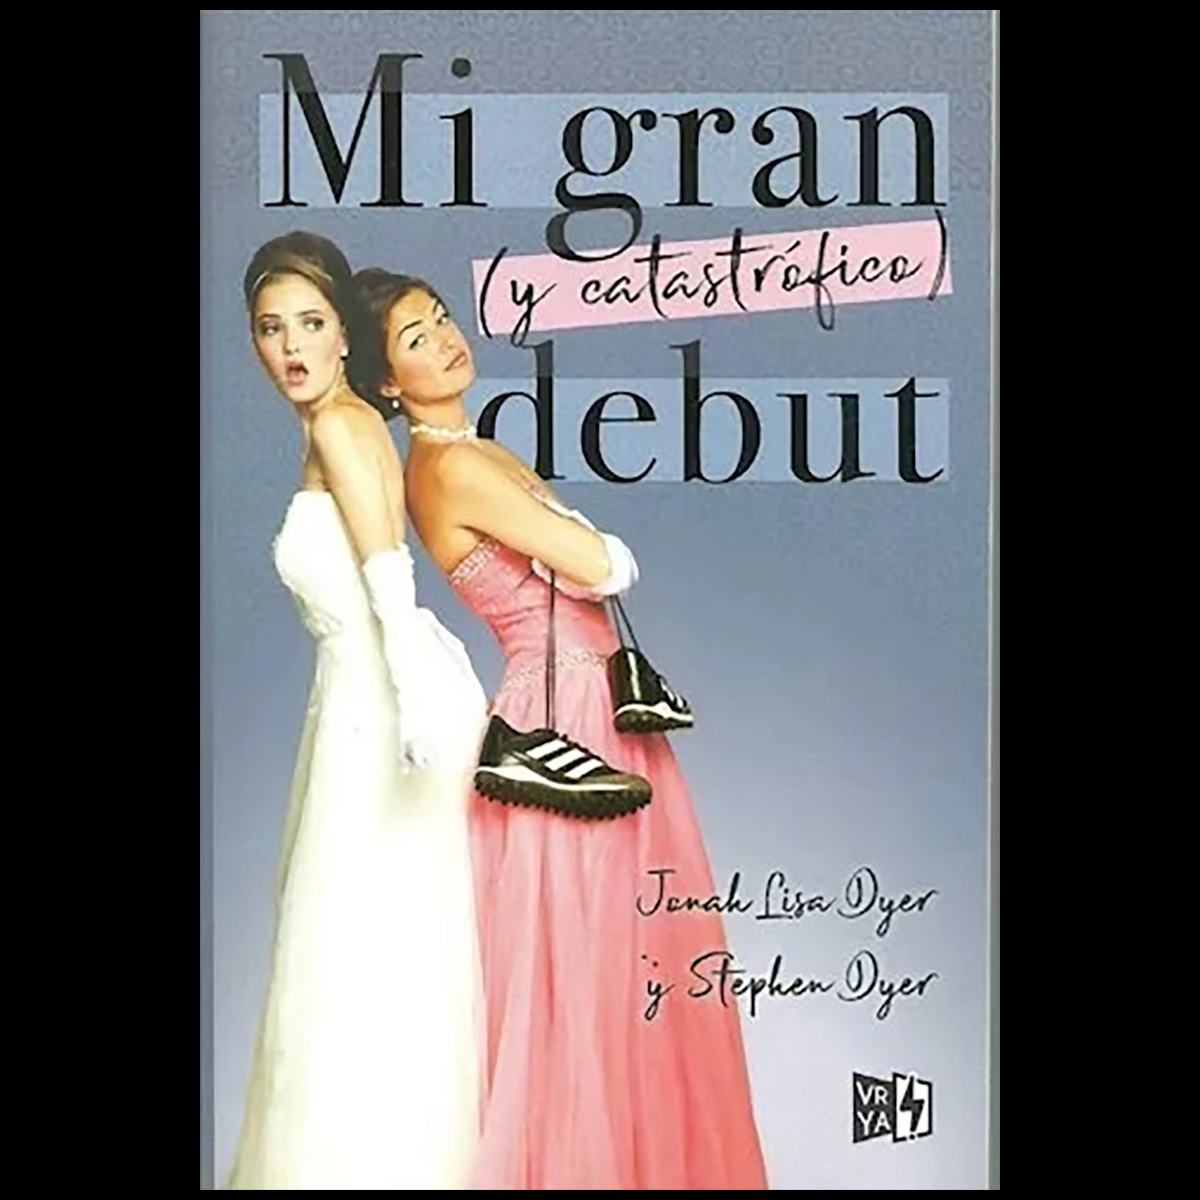 Mi gran
(y catastrófico)
debut
Jonah Lisa Dyer
y Stephen Dyer
VR
YA